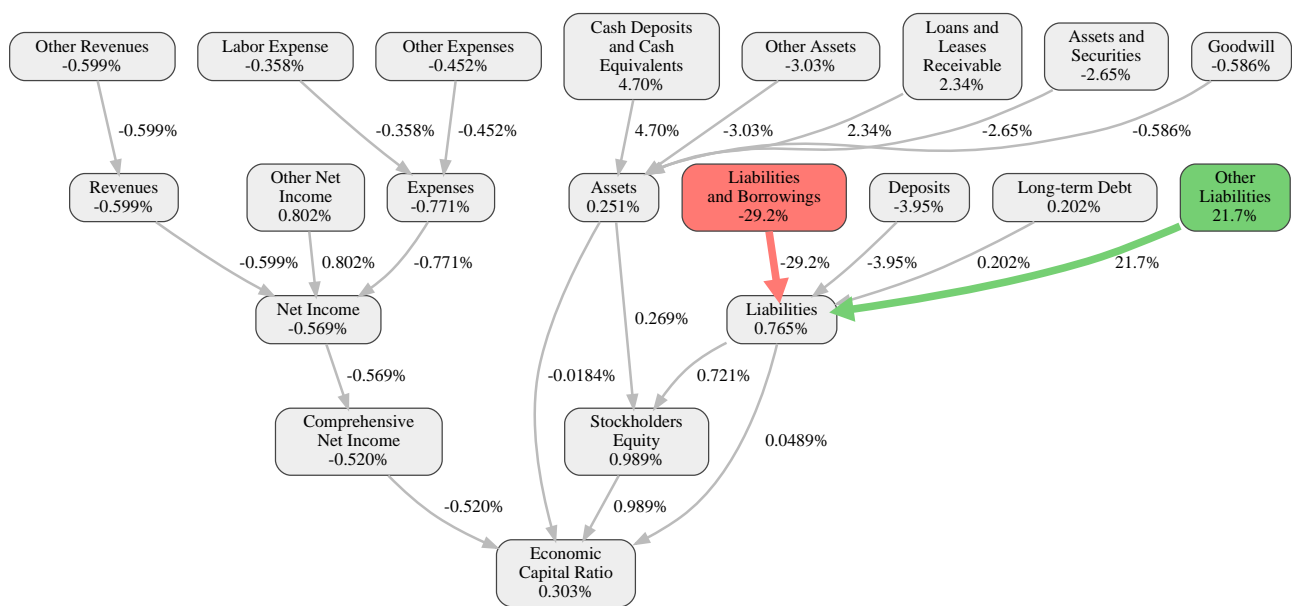 Other Revenues
-0.599%
Labor Expense
-0.358%
Other Expenses
-0.452%
Cash Deposits
and Cash
Equivalents
4.70%
Other Assets
-3.03%
Loans and
Leases
Receivable
2.34%
Assets and
Securities
-2.65%
Goodwill
-0.586%
-0.599%
-0.358%
-0.452%
4.70%
-3.03%
2.34%
-2.65%
-0.586%
Revenues
-0.599%
Other Net
Income
0.802%
Expenses
-0.771%
Assets
0.251%
Liabilities
and Borrowings
-29.2%
Deposits
-3.95%
Long-term Debt
0.202%
Other
Liabilities
21.7%
-0.599%
0.802%
-0.771%
-29.2%
-3.95%
0.202%
21.7%
Net Income
-0.569%
0.269%
Liabilities
0.765%
-0.569%
-0.0184%
0.721%
Comprehensive
Net Income
-0.520%
Stockholders
Equity
0.989%
0.0489%
-0.520%
0.989%
Economic
Capital Ratio
0.303%